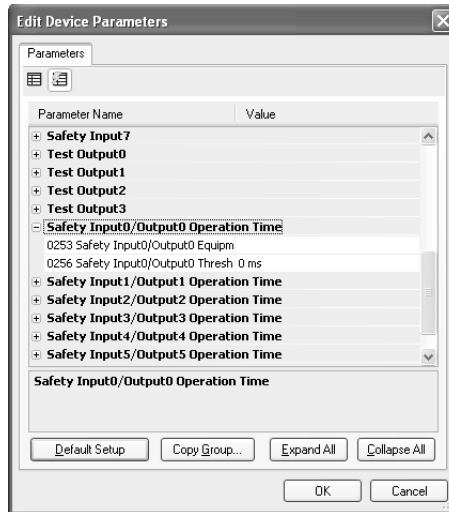 Edit Device Parameters
Parameters
Parameter Name Value
Safety Input7
Test Output0
Test Output1
Test Output2
Test Output3
Safety Input0/Output0 Operation Time
0253 Safety Input0/Output0 Equipm
0256 Safety Input0/Output0 Thresh 0 ms
Safety Input1/Output1 Operation Time
Safety Input2/Output2 Operation Time
Safety Input3/Output3 Operation Time
Safety Input4/Output4 Operation Time
Safety Input5/Output5 Operation Time
Safety Input0/Output0 Operation Time
Default Setup Copy Group... Expand All Collapse All
OK Cancel